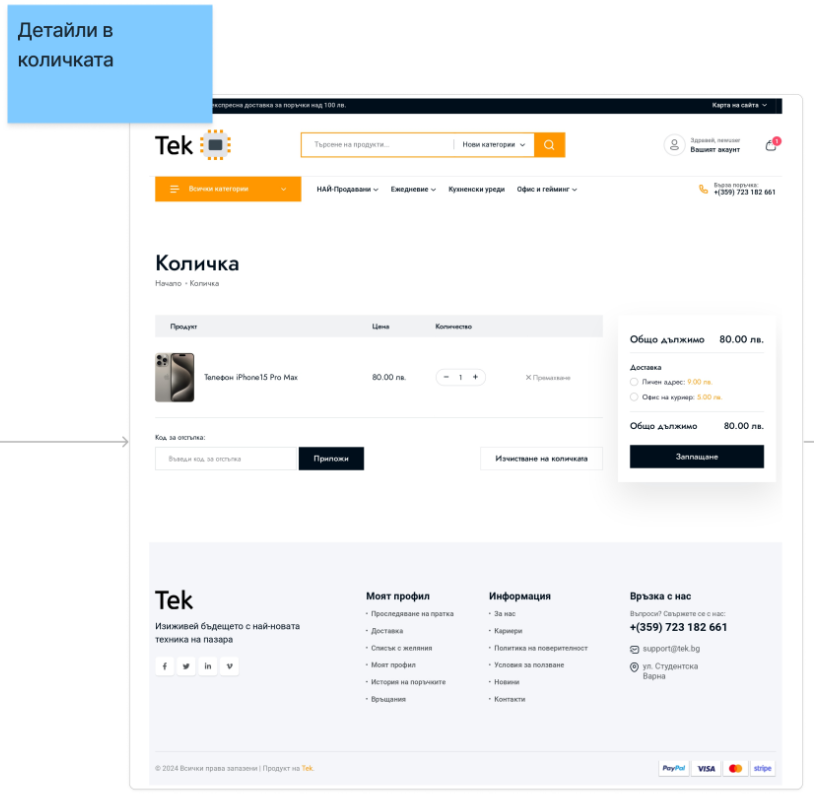 Детайли в
количката
експресна доставка за поръчки над 100 лв.
Карта на сайта
Tek
Търсене на продукти...
Нови категории
Здравей, непознат
Вашият акаунт
1
Всички категории
НАЙ-Продавани
Ежедневие
Кухненски уреди
Офис и гейминг
Бърза поръчка:
+(359) 723 182 661
Количка
Начало - Количка
Продукт
Цена
Количество
Телефон iPhone15 Pro Max
80.00 лв.
− 1 +
× Премахване
Общо дължимо 80.00 лв.
Доставка
Личен адрес: 9.00 лв.
Офис на куриер: 5.00 лв.
Общо дължимо 80.00 лв.
Заплащане
Код за отстъпка:
Въведи код за отстъпка
Приложи
Изчистване на количката
Tek
Изживей бъдещето с най-новата
техника на пазара
Моят профил
Проследяване на пратка
Доставка
Списък с желания
Моят профил
История на поръчките
Връщания
Информация
За нас
Кариери
Политика на поверителност
Условия за ползване
Новини
Контакти
Връзка с нас
Въпроси? Свържете се с нас:
+(359) 723 182 661
support@tek.bg
ул. Студентска
Варна
© 2024 Всички права запазени | Продукт на Tek.
PayPal
VISA
stripe